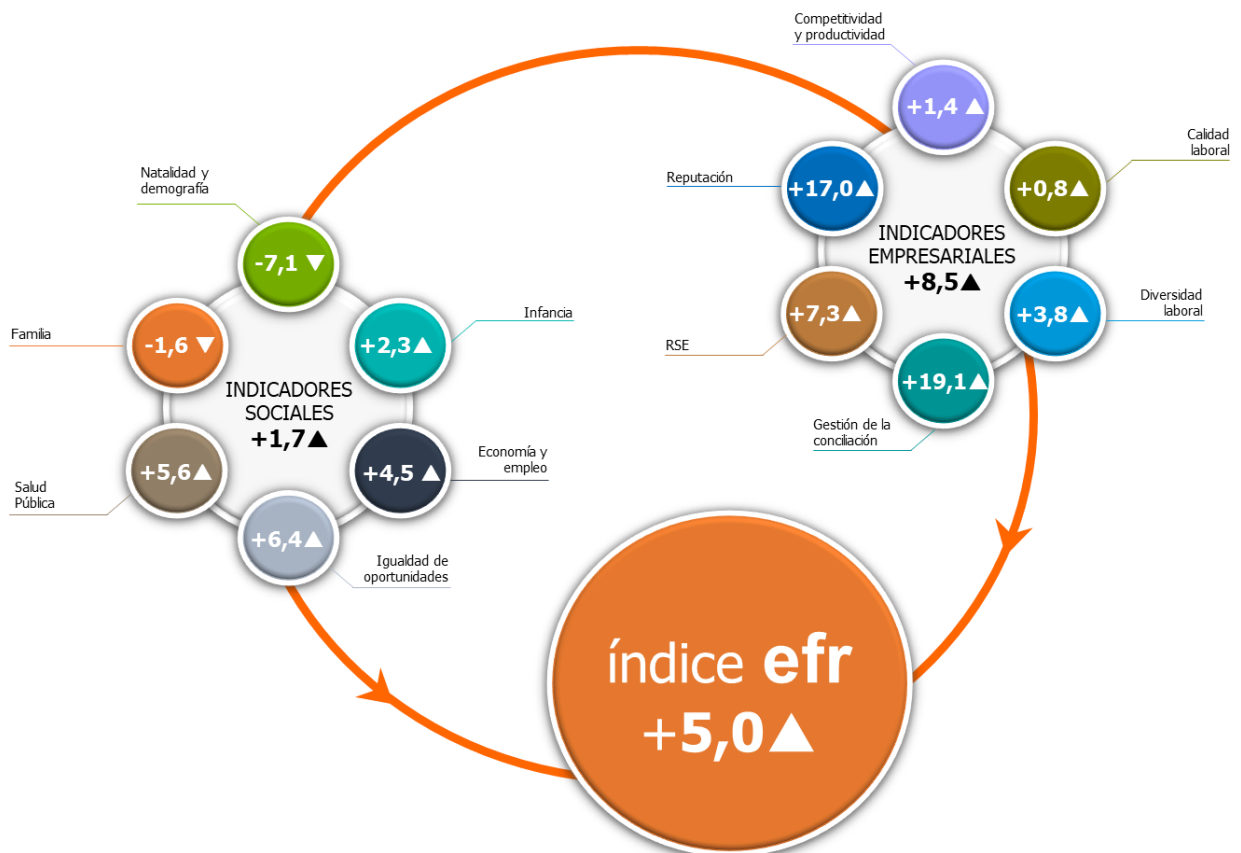 Natalidad y
demografía
-7,1 ▼
Familia
-1,6 ▼
Infancia
+2,3▲
INDICADORES
SOCIALES
+1,7▲
Salud
Pública
+5,6▲
Economía y
empleo
+4,5 ▲
+6,4▲
Igualdad de
oportunidades
Competitividad
y productividad
+1,4 ▲
Reputación
+17,0▲
Calidad
laboral
+0,8▲
INDICADORES
EMPRESARIALES
+8,5▲
RSE
+7,3▲
Diversidad
laboral
+3,8▲
+19,1▲
Gestión de la
conciliación
índice efr
+5,0▲